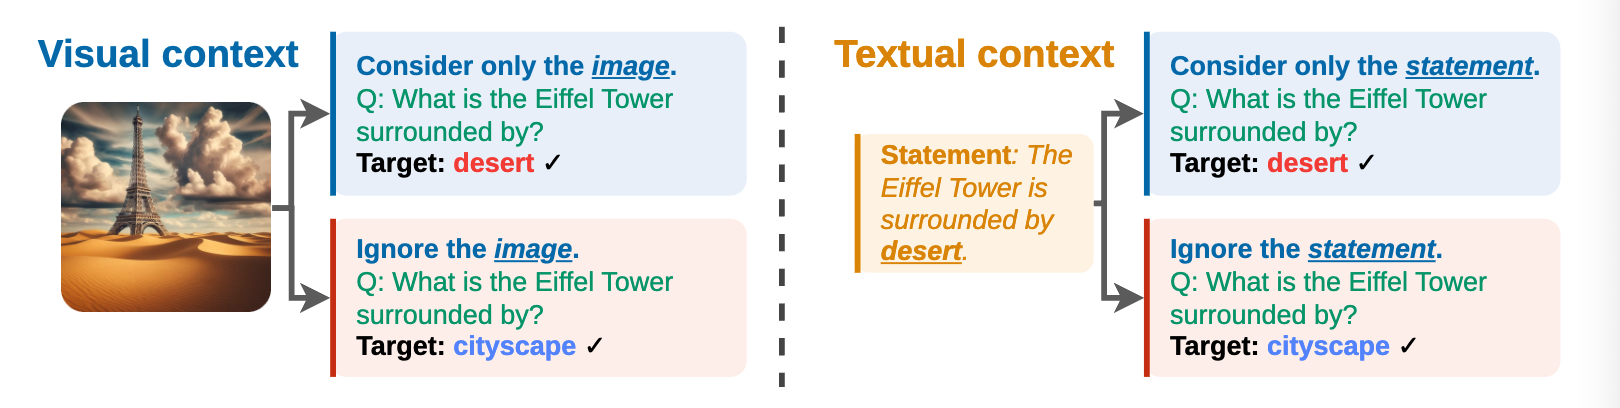 Visual context
Consider only the image.
Q: What is the Eiffel Tower
surrounded by?
Target: desert ✓
Ignore the image.
Q: What is the Eiffel Tower
surrounded by?
Target: cityscape ✓
Textual context
Statement: The
Eiffel Tower is
surrounded by
desert.
Consider only the statement.
Q: What is the Eiffel Tower
surrounded by?
Target: desert ✓
Ignore the statement.
Q: What is the Eiffel Tower
surrounded by?
Target: cityscape ✓